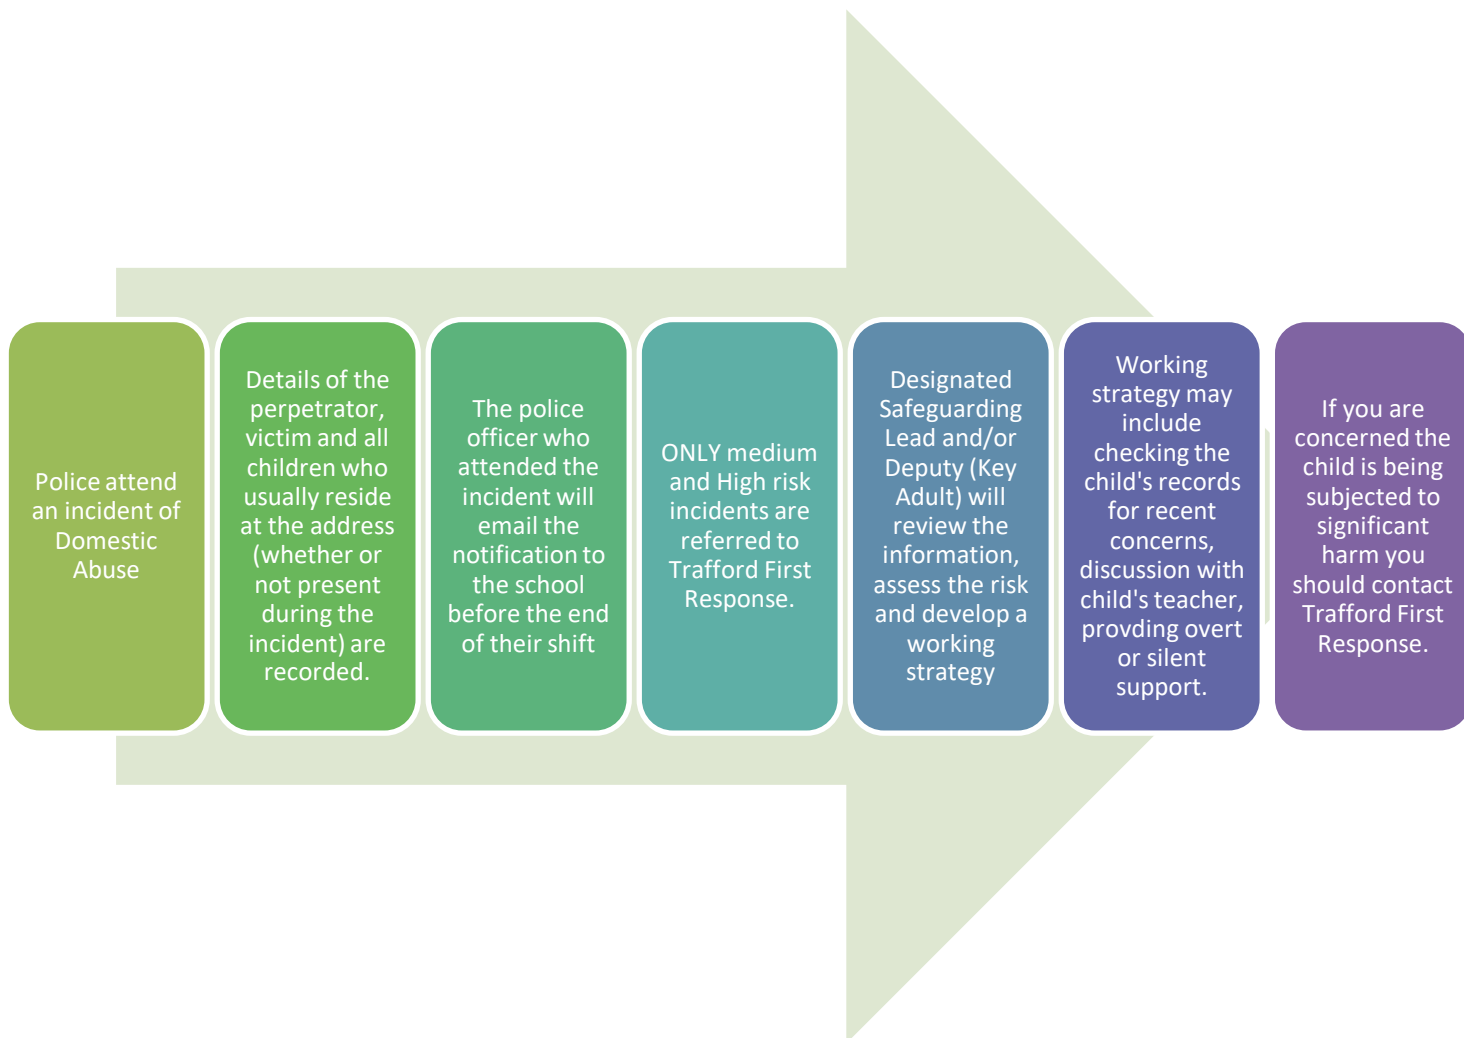 Police attend
an incident of
Domestic
Abuse
Details of the
perpetrator,
victim and all
children who
usually reside
at the address
(whether or
not present
during the
incident) are
recorded.
The police
officer who
attended the
incident will
email the
notification to
the school
before the end
of their shift
ONLY medium
and High risk
incidents are
referred to
Trafford First
Response.
Designated
Safeguarding
Lead and/or
Deputy (Key
Adult) will
review the
information,
assess the risk
and develop a
working
strategy
Working
strategy may
include
checking the
child's records
for recent
concerns,
discussion with
child's teacher,
provding overt
or silent
support.
If you are
concerned the
child is being
subjected to
significant
harm you
should contact
Trafford First
Response.